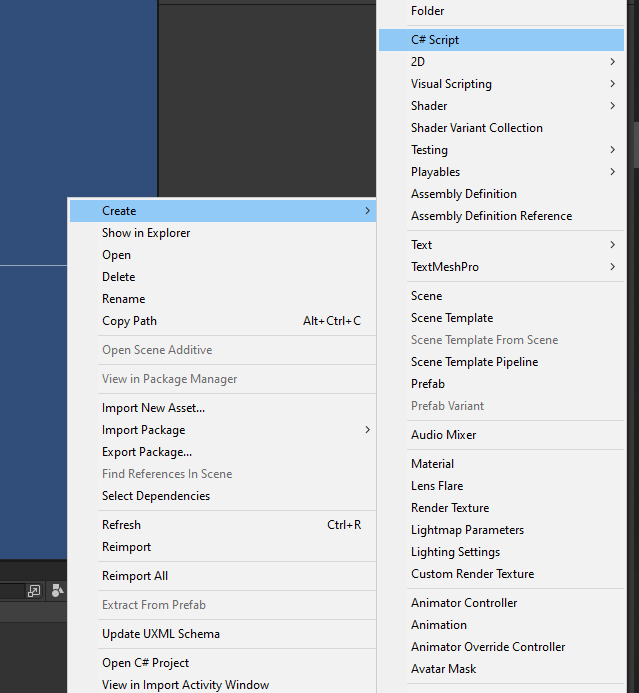 Create
Show in Explorer
Open
Delete
Rename
Copy Path Alt+Ctrl+C
Open Scene Additive
View in Package Manager
Import New Asset...
Import Package
Export Package...
Find References In Scene
Select Dependencies
Refresh Ctrl+R
Reimport
Reimport All
Extract From Prefab
Update UXML Schema
Open C# Project
View in Import Activity Window
Folder
C# Script
2D
Visual Scripting
Shader
Shader Variant Collection
Testing
Playables
Assembly Definition
Assembly Definition Reference
Text
TextMeshPro
Scene
Scene Template
Scene Template From Scene
Scene Template Pipeline
Prefab
Prefab Variant
Audio Mixer
Material
Lens Flare
Render Texture
Lightmap Parameters
Lighting Settings
Custom Render Texture
Animator Controller
Animation
Animator Override Controller
Avatar Mask